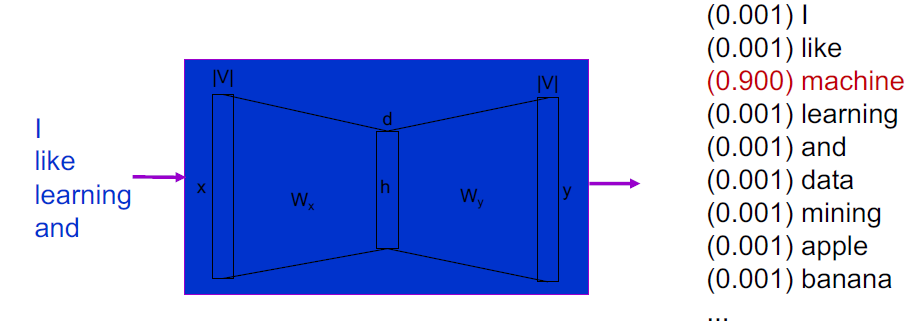 I
like
learning
and
|V|
x
Wx
d
h
Wy
|V|
y
(0.001) I
(0.001) like
(0.900) machine
(0.001) learning
(0.001) and
(0.001) data
(0.001) mining
(0.001) apple
(0.001) banana
...